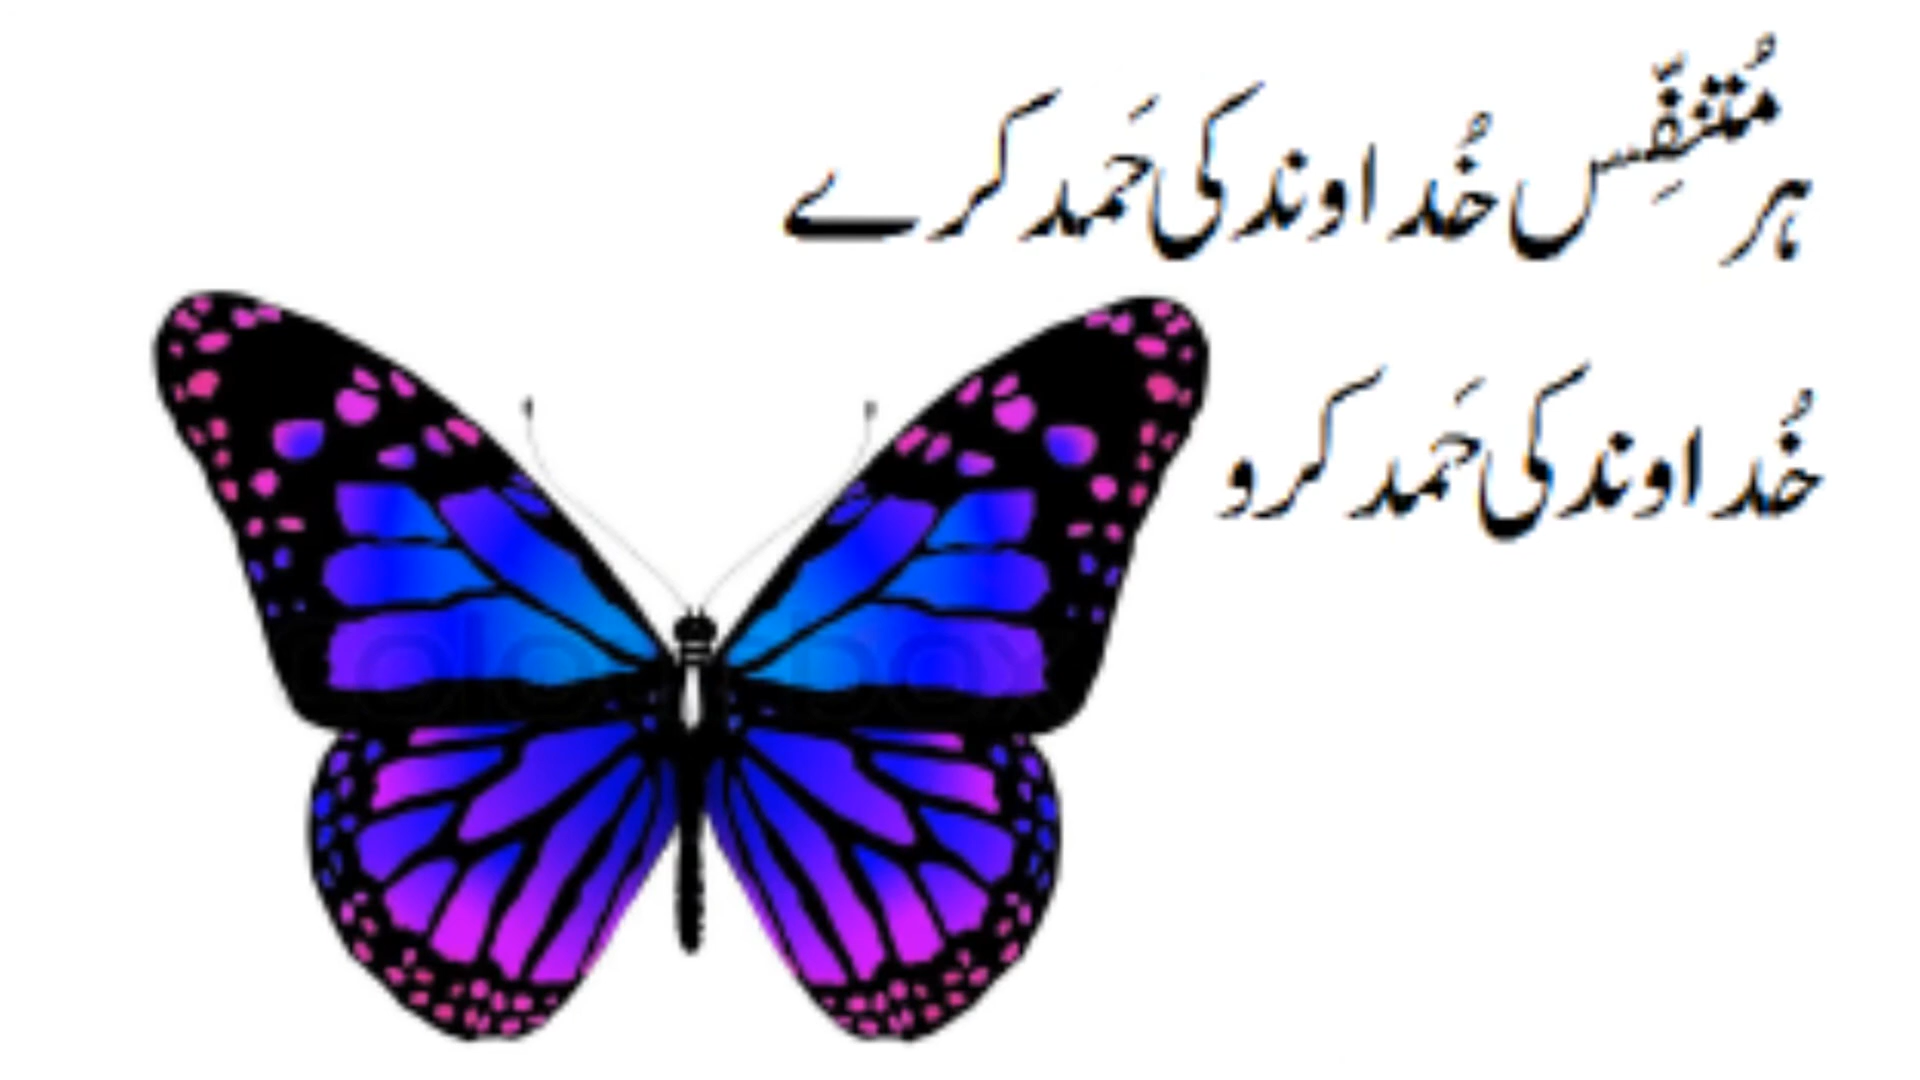 ہر مُتنفِّس خُداوند کی حَمد کرے
خُداوند کی حَمد کرو